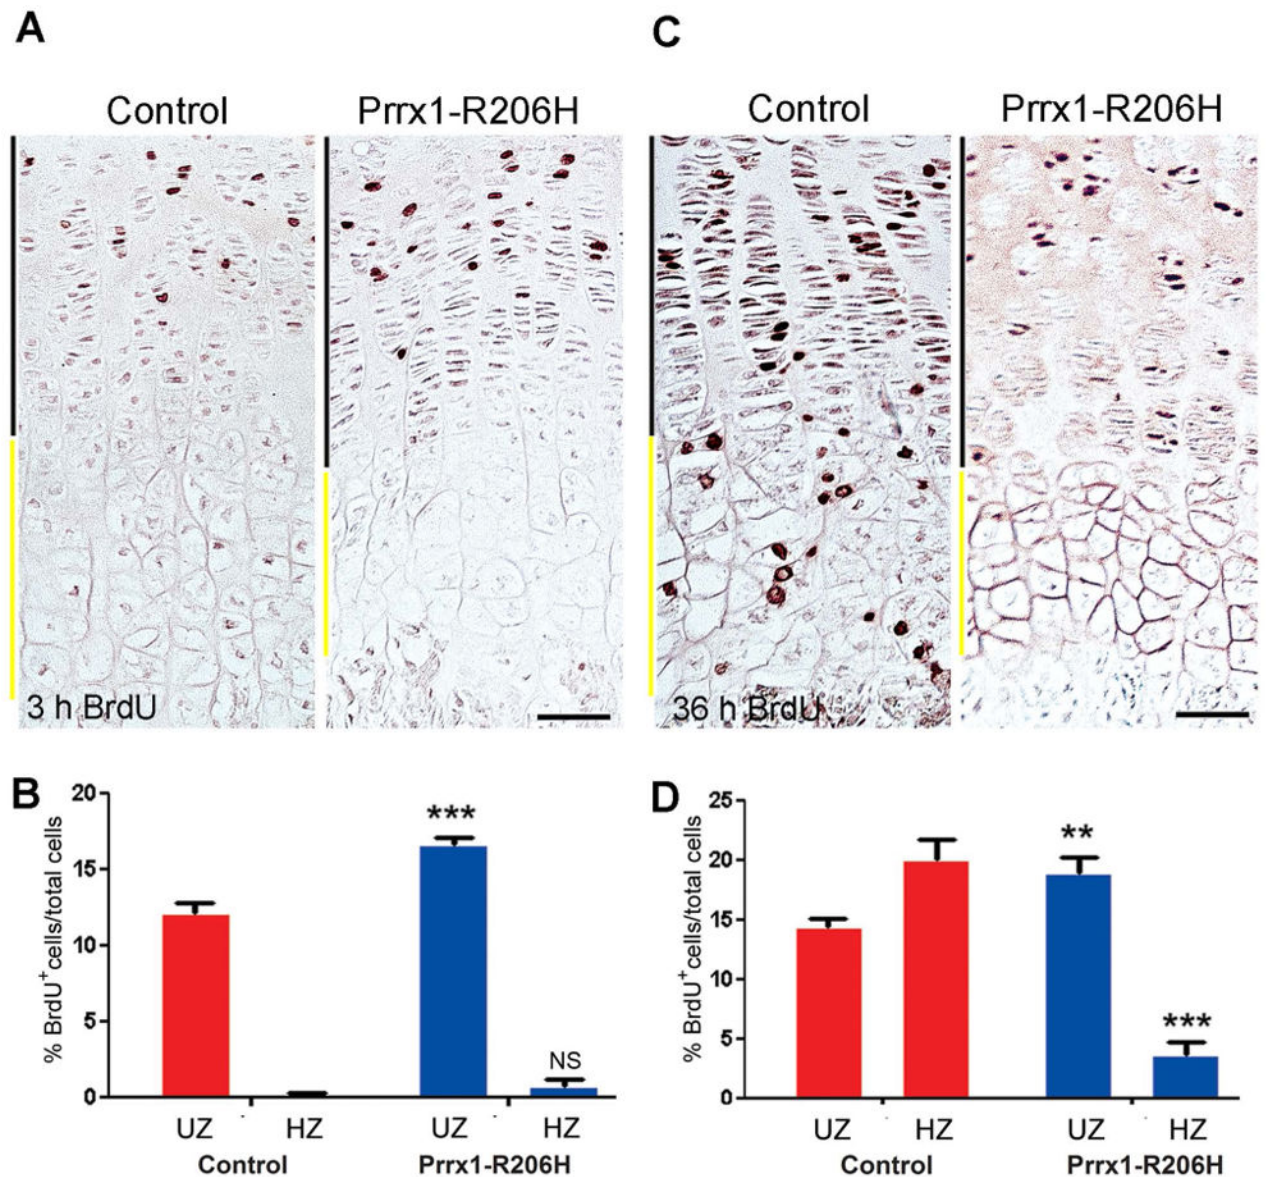 A
Control
Prrx1-R206H
3 h BrdU
C
Control
Prrx1-R206H
36 h BrdU
B
% BrdU+ cells/total cells
20
15
10
5
0
***
NS
UZ
HZ
UZ
HZ
Control
Prrx1-R206H
D
% BrdU+ cells/total cells
25
20
15
10
5
0
**
***
UZ
HZ
UZ
HZ
Control
Prrx1-R206H